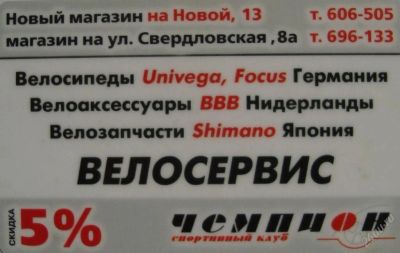 Новый магазин на Новой, 13 т. 606-505
магазин на ул. Свердловская ,8а т. 696-133
Велосипеды Univega, Focus Германия
Велоаксессуары BBB Нидерланды
Велозапчасти Shimano Япония
ВЕЛОСЕРВИС
СКИДКА 5%
чемпион
спортивный клуб